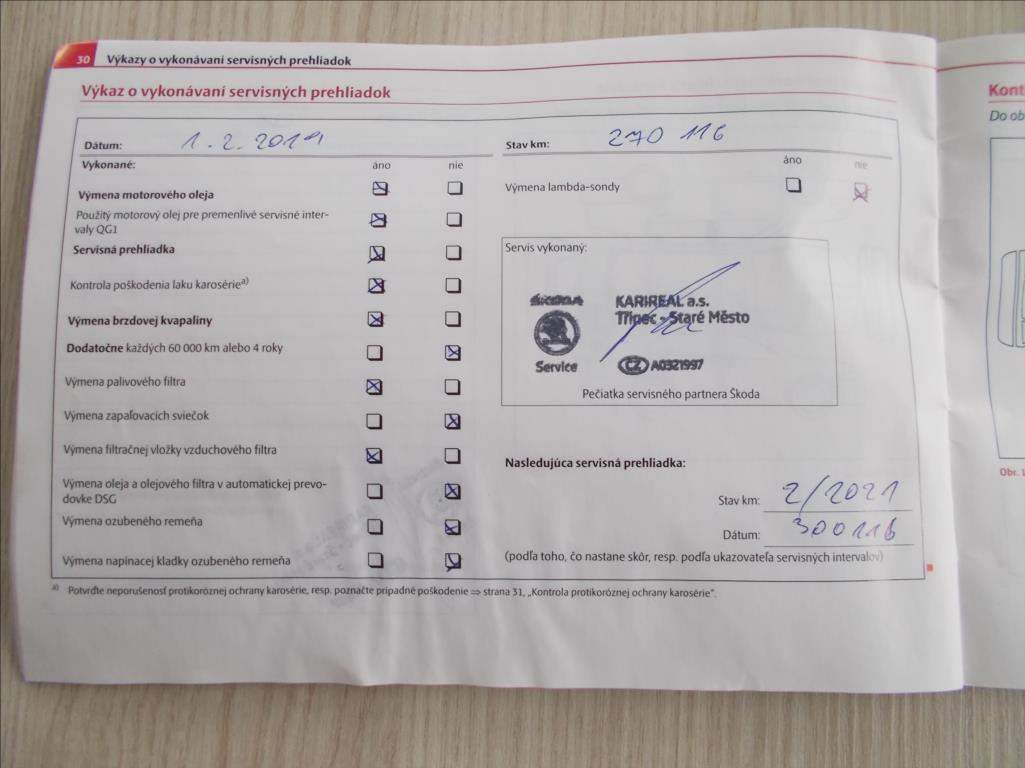 30 Výkazy o vykonávaní servisných prehliadok
Výkaz o vykonávaní servisných prehliadok
Dátum: 1. 2. 2019
Vykonané: áno nie
Výmena motorového oleja
Použitý motorový olej pre premenlivé servisné inter-
valy QG1
Servisná prehliadka
Kontrola poškodenia laku karosérie a)
Výmena brzdovej kvapaliny
Dodatočne každých 60 000 km alebo 4 roky
Výmena palivového filtra
Výmena zapaľovacích sviečok
Výmena filtračnej vložky vzduchového filtra
Výmena oleja a olejového filtra v automatickej prevo-
dovke DSG
Výmena ozubeného remeňa
Výmena napínacej kladky ozubeného remeňa
Stav km: 270 116
áno nie
Výmena lambda-sondy
Servis vykonaný:
ŠKODA
Service
KARIREAL a.s.
Třinec - Staré Město
CZ A0321997
Pečiatka servisného partnera Škoda
Nasledujúca servisná prehliadka:
Stav km: 2/2021
Dátum: 300116
(podľa toho, čo nastane skôr, resp. podľa ukazovateľa servisných intervalov)
a) Potvrďte neporušenosť protikoróznej ochrany karosérie, resp. poznačte prípadné poškodenie ⇒ strana 31, „Kontrola protikoróznej ochrany karosérie“.
Kont
Do ob
Obr. 1